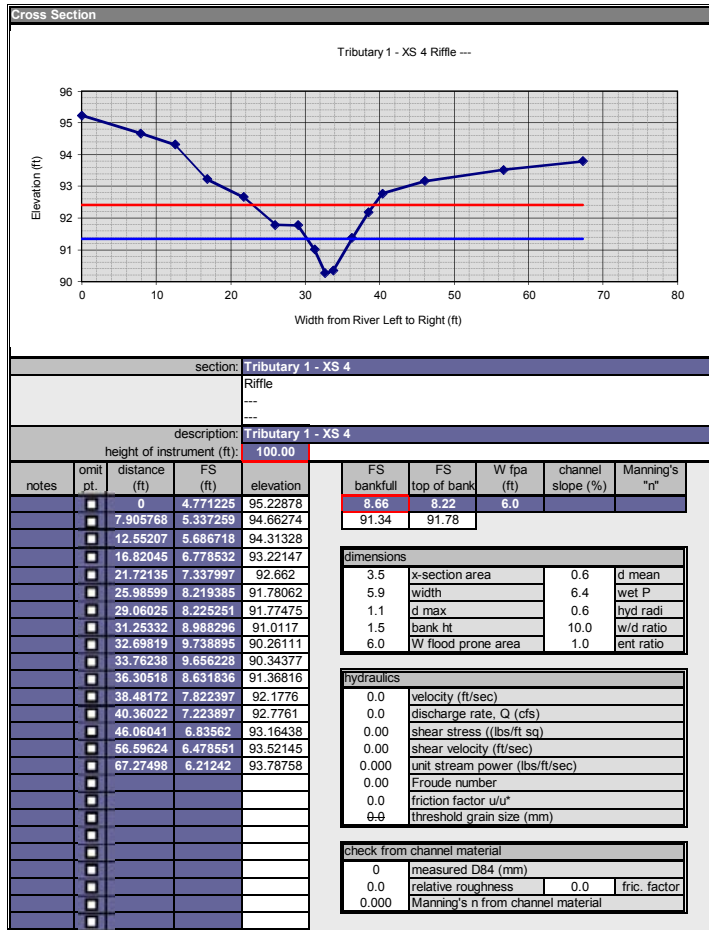 Cross Section
Tributary 1 - XS 4 Riffle ---
96
95
94
93
92
91
90
Elevation (ft)
0 10 20 30 40 50 60 70 80
Width from River Left to Right (ft)
section: Tributary 1 - XS 4
Riffle
---
---
description: Tributary 1 - XS 4
height of instrument (ft): 100.00
notes omit pt. distance (ft) FS (ft) elevation
0 4.771225 95.22878
7.905768 5.337259 94.66274
12.55207 5.686718 94.31328
16.82045 6.778532 93.22147
21.72135 7.337997 92.662
25.98599 8.219385 91.78062
29.06025 8.225251 91.77475
31.25332 8.988296 91.0117
32.69819 9.738895 90.26111
33.76238 9.656228 90.34377
36.30518 8.631836 91.36816
38.48172 7.822397 92.1776
40.36022 7.223897 92.7761
46.06041 6.83562 93.16438
56.59624 6.478551 93.52145
67.27498 6.21242 93.78758
FS bankfull FS top of bank W fpa (ft) channel slope (%) Manning's "n"
8.66 8.22 6.0
91.34 91.78
dimensions
3.5 x-section area 0.6 d mean
5.9 width 6.4 wet P
1.1 d max 0.6 hyd radi
1.5 bank ht 10.0 w/d ratio
6.0 W flood prone area 1.0 ent ratio
hydraulics
0.0 velocity (ft/sec)
0.0 discharge rate, Q (cfs)
0.00 shear stress ((lbs/ft sq)
0.00 shear velocity (ft/sec)
0.000 unit stream power (lbs/ft/sec)
0.00 Froude number
0.0 friction factor u/u*
0.0 threshold grain size (mm)
check from channel material
0 measured D84 (mm)
0.0 relative roughness 0.0 fric. factor
0.000 Manning's n from channel material